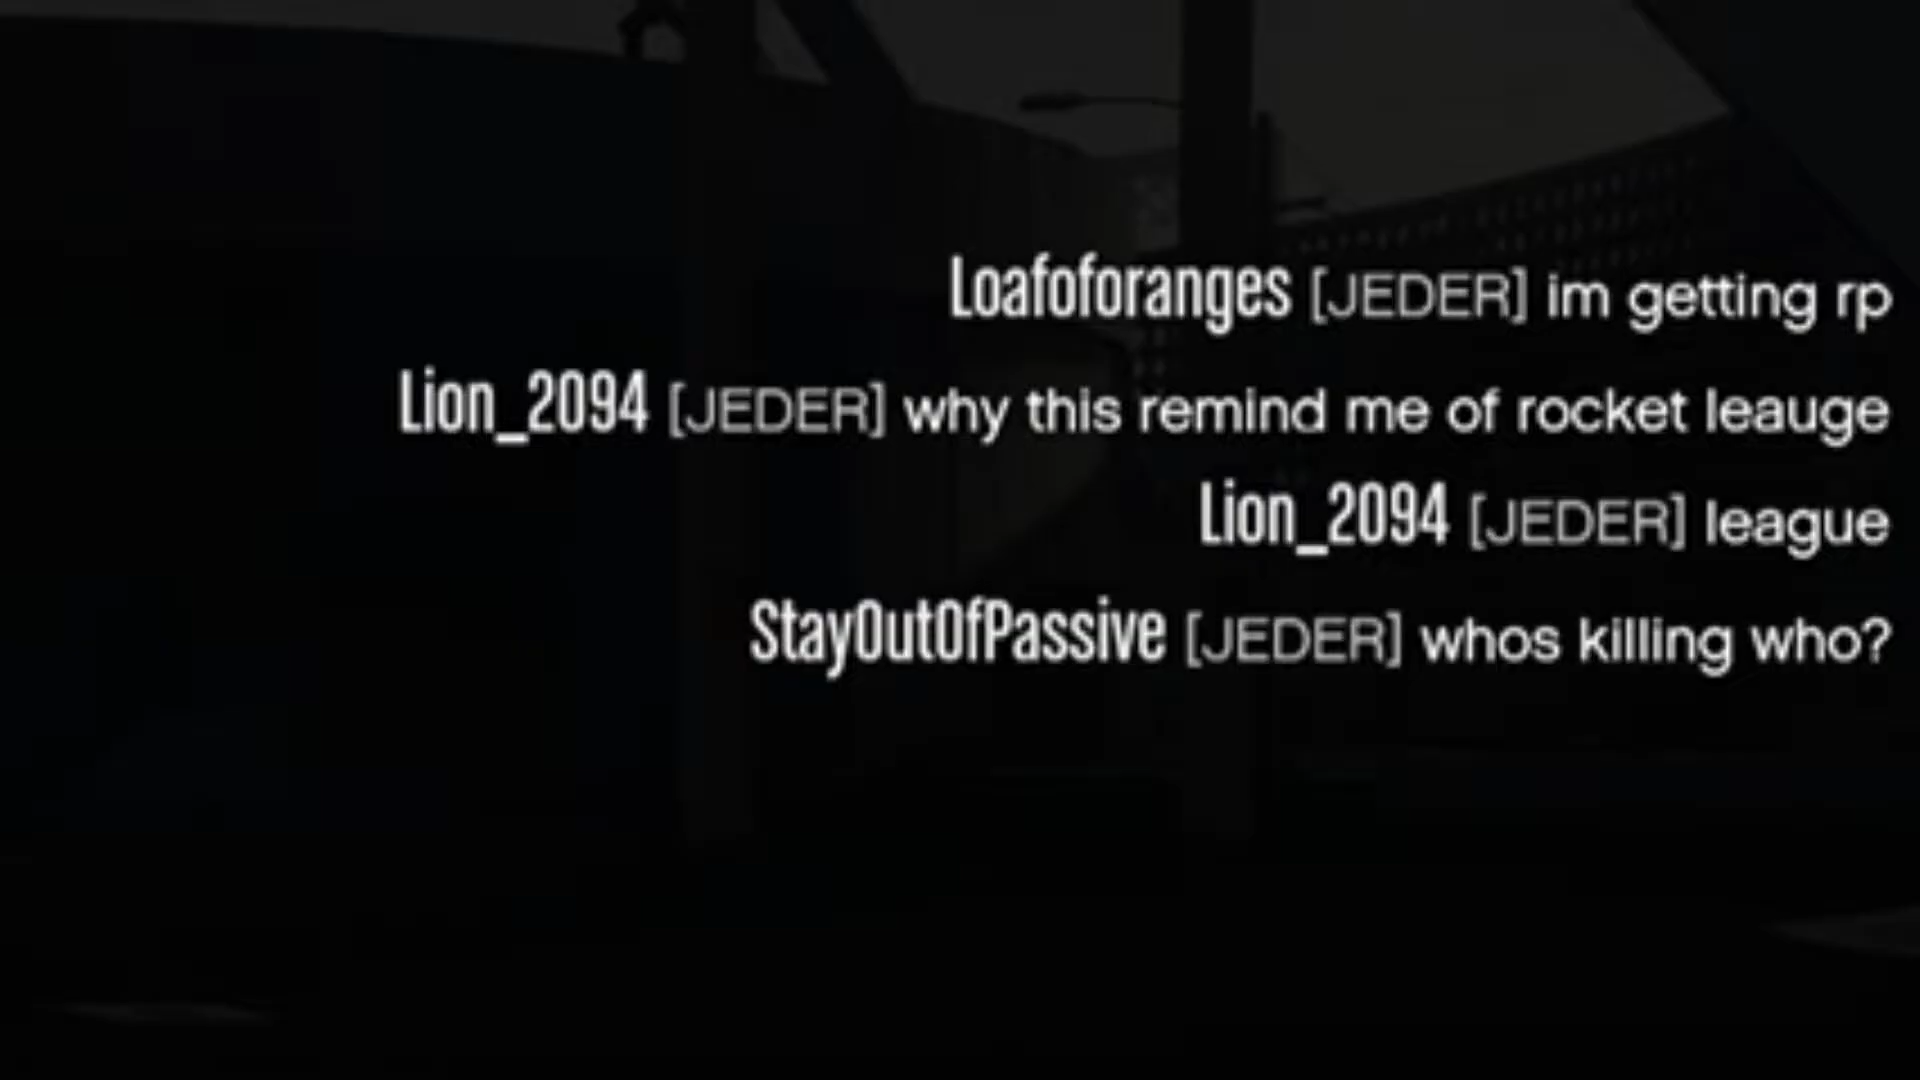 Loafoforanges [JEDER] im getting rp
Lion_2094 [JEDER] why this remind me of rocket leauge
Lion_2094 [JEDER] league
StayOutOfPassive [JEDER] whos killing who?